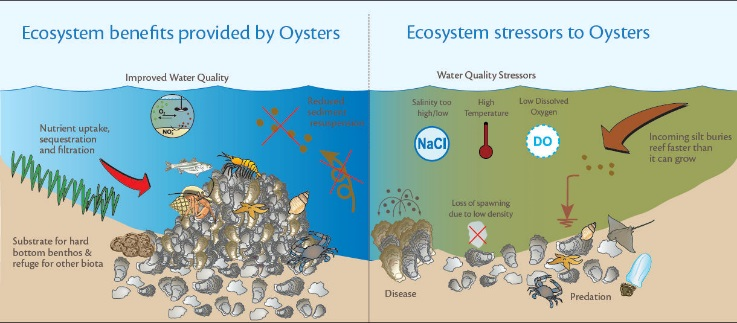 Ecosystem benefits provided by Oysters
Improved Water Quality
O₂
NO₃
Nutrient uptake,
sequestration
and filtration
Reduced
sediment
resuspension
Substrate for hard
bottom benthos &
refuge for other biota
Ecosystem stressors to Oysters
Water Quality Stressors
Salinity too
high/low
High
Temperature
Low Dissolved
Oxygen
NaCl
DO
Incoming silt buries
reef faster than
it can grow
Loss of spawning
due to low density
Disease
Predation